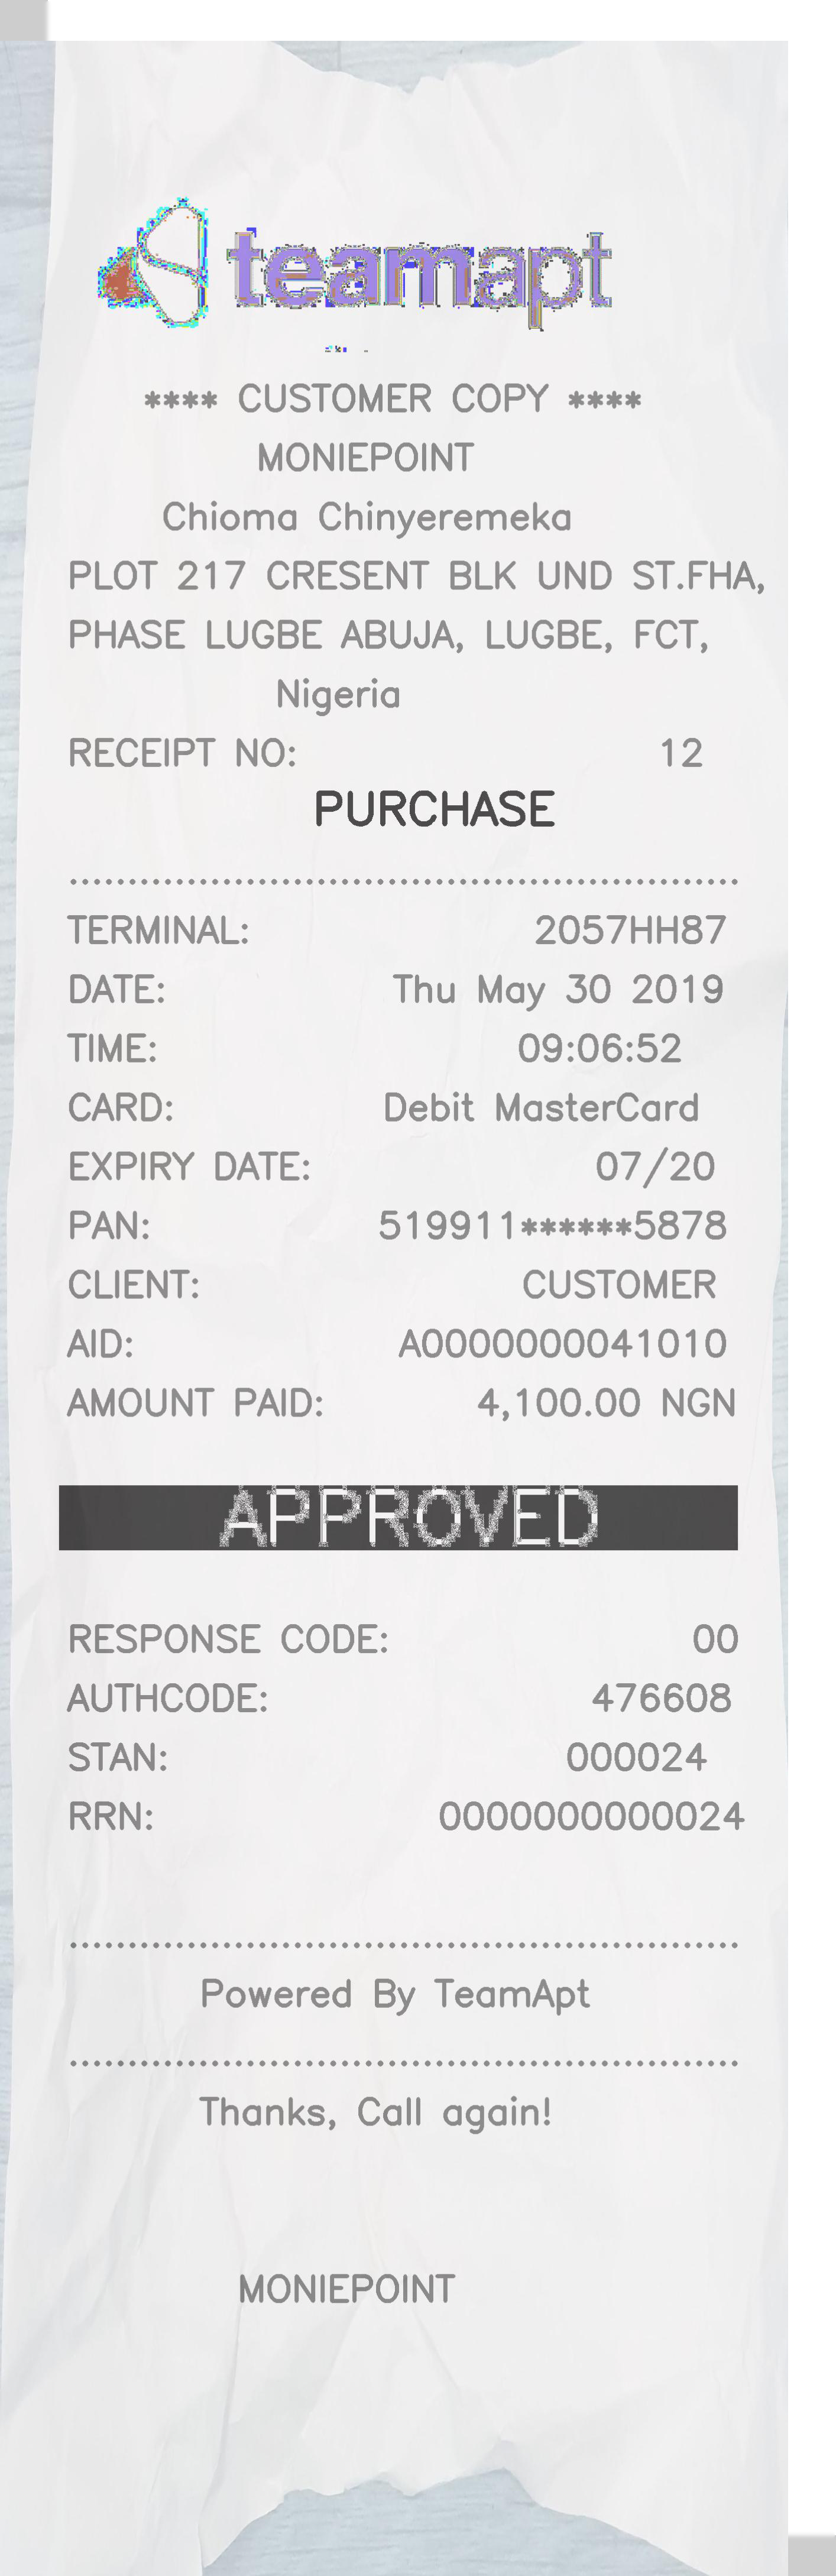 teamapt
**** CUSTOMER COPY ****
MONIEPOINT
Chioma Chinyeremeka
PLOT 217 CRESENT BLK UND ST.FHA,
PHASE LUGBE ABUJA, LUGBE, FCT,
Nigeria
RECEIPT NO: 12
PURCHASE
TERMINAL: 2057HH87
DATE: Thu May 30 2019
TIME: 09:06:52
CARD: Debit MasterCard
EXPIRY DATE: 07/20
PAN: 519911******5878
CLIENT: CUSTOMER
AID: A0000000041010
AMOUNT PAID: 4,100.00 NGN
APPROVED
RESPONSE CODE: 00
AUTHCODE: 476608
STAN: 000024
RRN: 0000000000024
Powered By TeamApt
Thanks, Call again!
MONIEPOINT